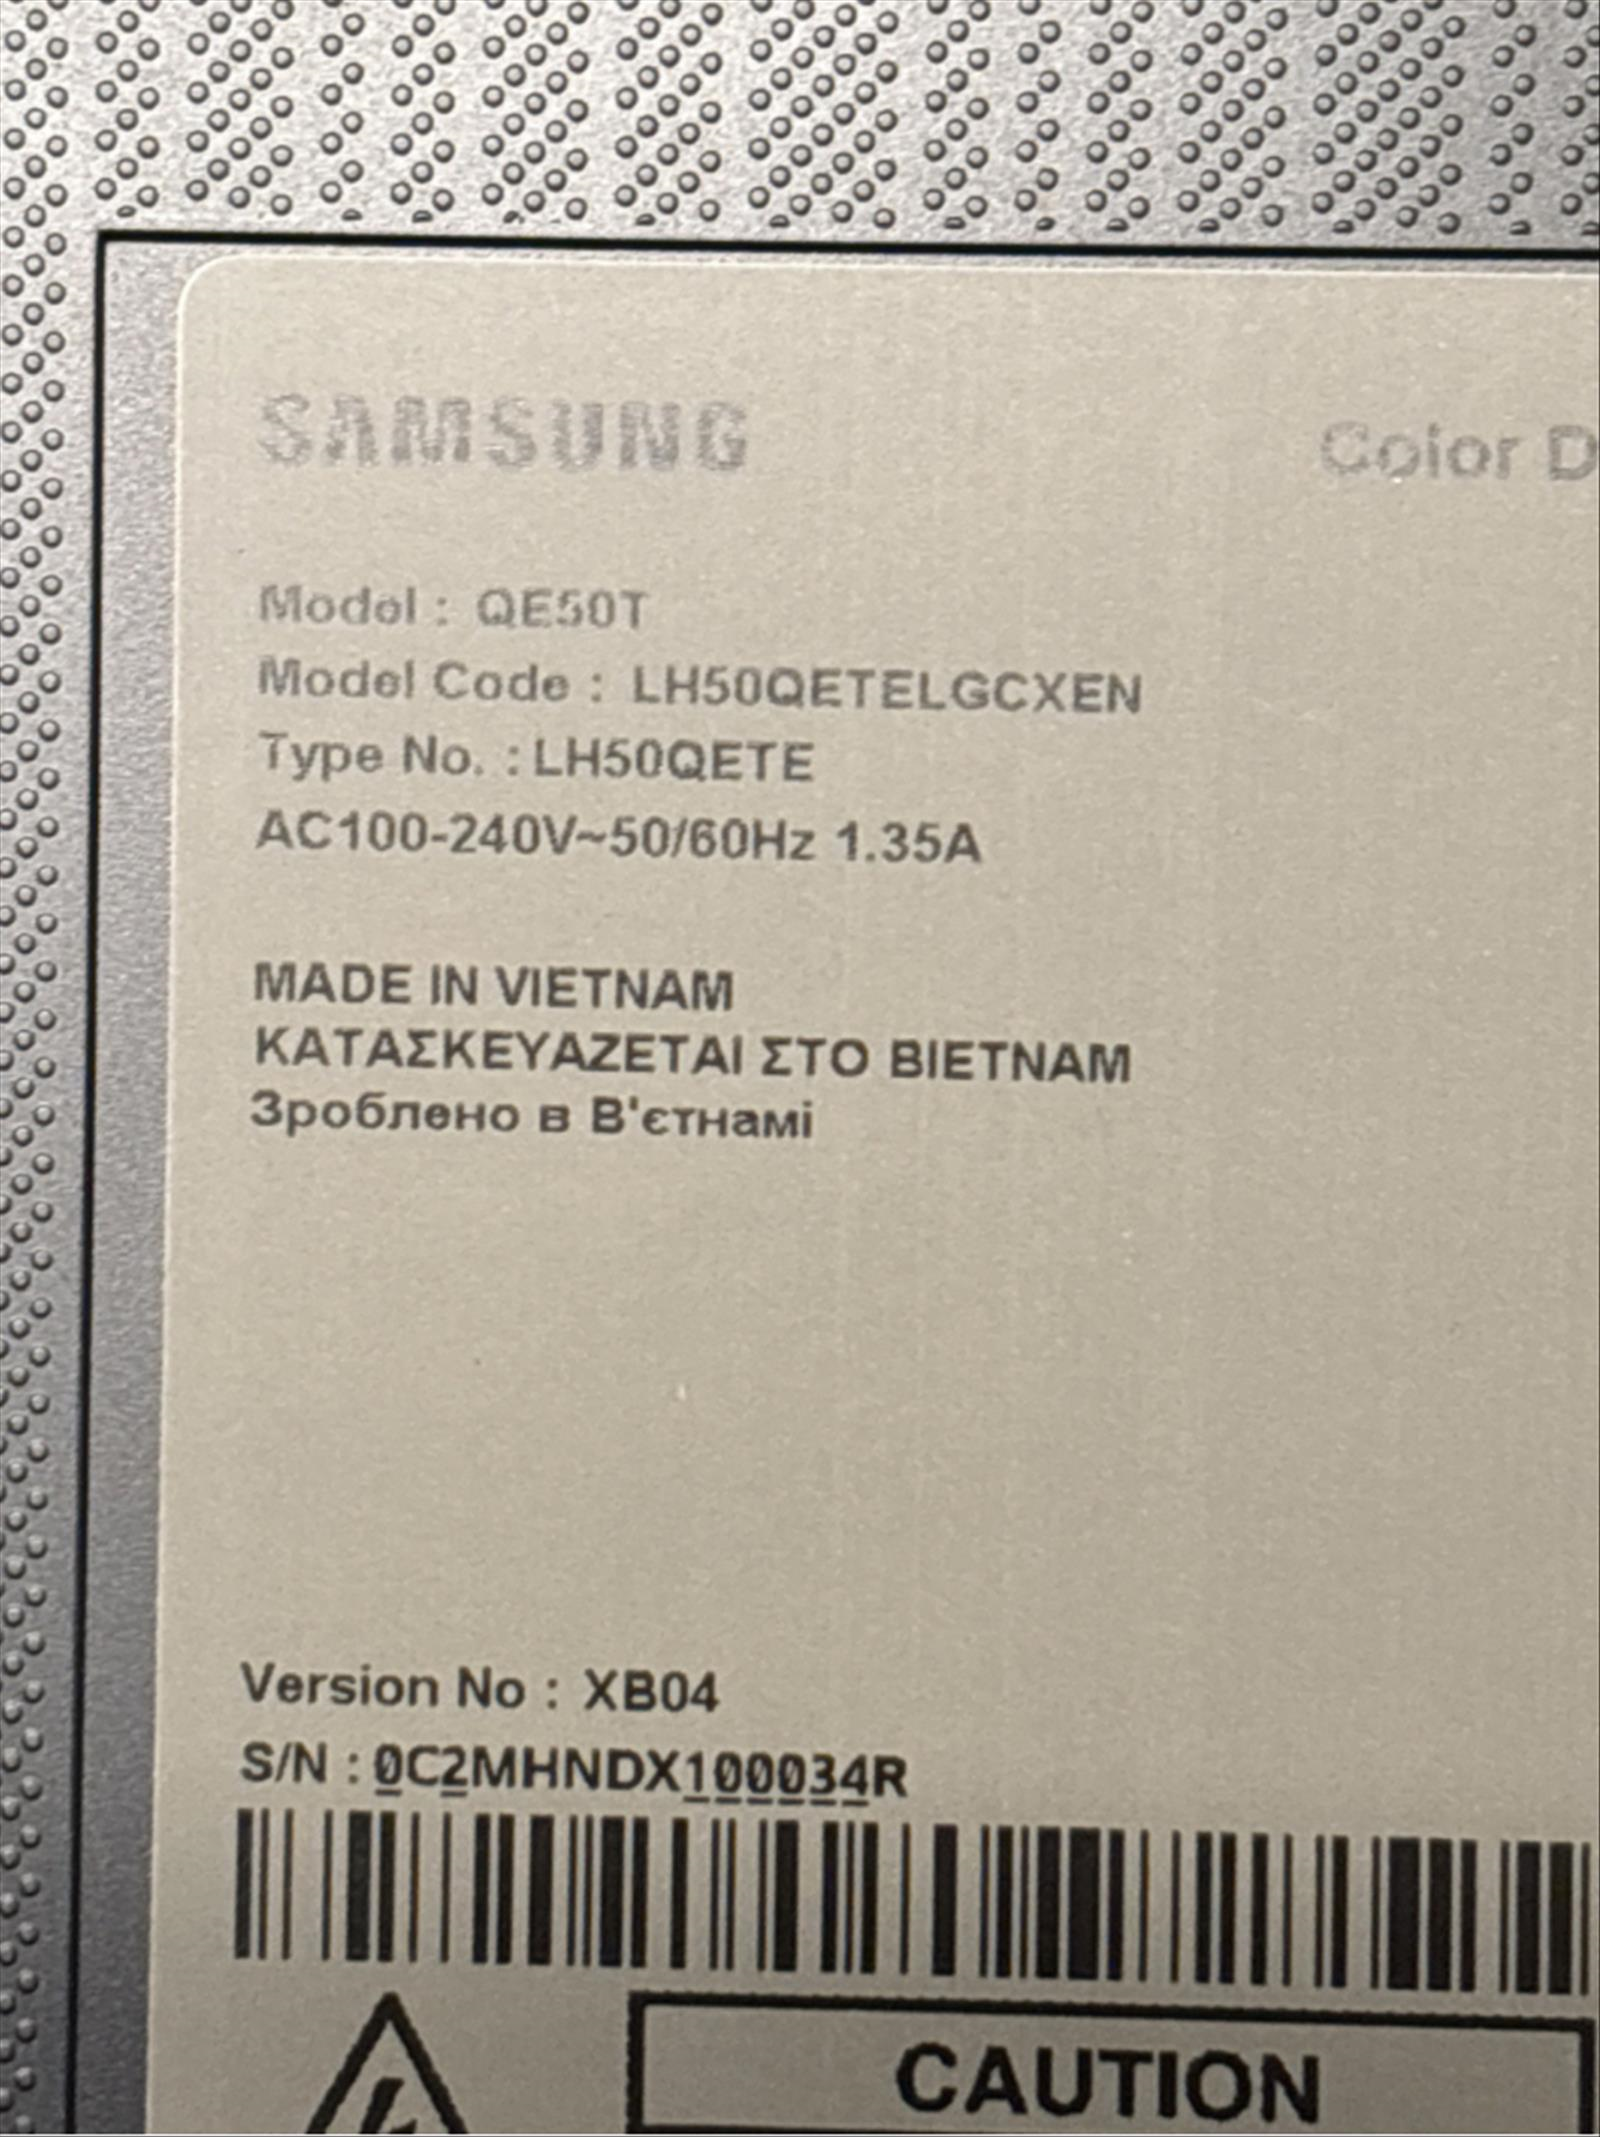 SAMSUNG
Color D
Model : QE50T
Model Code : LH50QETELGCXEN
Type No. : LH50QETE
AC100-240V~50/60Hz 1.35A
MADE IN VIETNAM
ΚΑΤΑΣΚΕΥΑΖΕΤΑΙ ΣΤΟ ΒΙΕΤΝΑΜ
Зроблено в В'єтнамі
Version No : XB04
S/N : 0C2MHNDX100034R
CAUTION